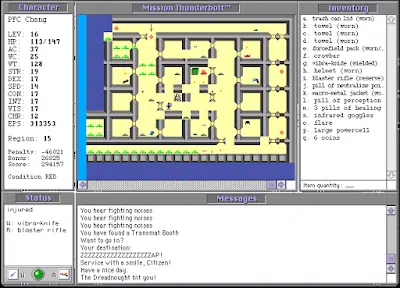 Character
PFC Chang
LEV: 16
HP: 113/147
AC: 37
WC: 25
WT: 128
STR: 19
DEX: 17
SPD: 14
CON: 17
INT: 17
WIS: 17
CHR: 12
EPS: 313353
Region: 15
Penalty: -46021
Bonus: 26025
Score: 294157
Condition RED
Mission Thunderbolt™
Inventory
a. trash can lid (worn)
b. towel (worn)
c. towel (worn)
d. towel (worn)
e. forcefield pack (worn/
f. crowbar
g. vibra-knife (wielded)
h. helmet (worn)
i. blaster rifle (reserve)
j. pill of neutralize poi
k. macro-metal jacket (wo
l. pill of perception
m. 3 pills of healing
n. infrared goggles
o. flare
p. large powercell
q. 6 coins
Item quantity:
Status
injured
W: vibra-knife
R: blaster rifle
W
R
Messages
You hear fighting noises
You hear fighting noises
You hear fighting noises
You have found a Transmat Booth
Want to go in?
Your destination:
ZZZZZZZZZZZZZZZZZZZZAP!
Service with a smile, Citizen!
Have a nice day
The Dreadnought hit you!